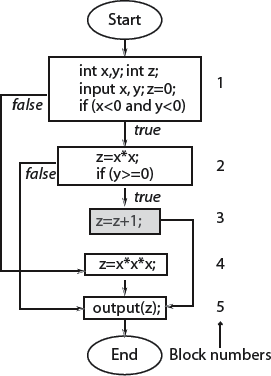 Start
int x,y; int z;
input x, y; z=0;
if (x<0 and y<0)
1
false
true
z=x*x;
if (y>=0)
2
false
true
z=z+1;
3
z=x*x*x;
4
output(z);
5
End
Block numbers